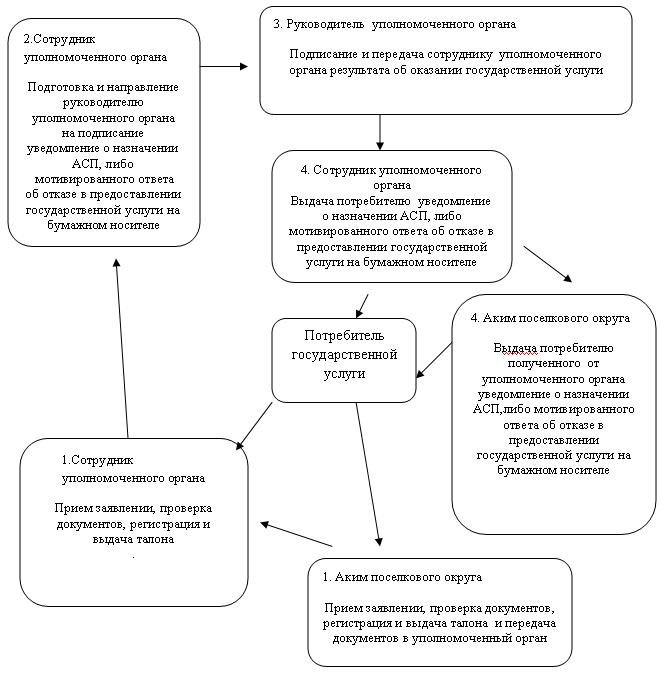 2.Сотрудник
уполномоченного органа
Подготовка и направление
руководителю
уполномоченного органа
на подписание
уведомление о назначении
АСП, либо
мотивированного ответа
об отказе в предоставлении
государственной услуги на
бумажном носителе
3. Руководитель уполномоченного органа
Подписание и передача сотруднику уполномоченного
органа результата об оказании государственной услуги
4. Сотрудник уполномоченного
органа
Выдача потребителю уведомление
о назначении АСП, либо
мотивированного ответа об отказе в
предоставлении государственной
услуги на бумажном носителе
4. Аким поселкового округа
Выдача потребителю
полученного от
уполномоченного органа
уведомление о назначении
АСП,либо мотивированного
ответа об отказе в
предоставлении
государственной услуги на
бумажном носителе
Потребитель
государственной
услуги
1.Сотрудник
уполномоченного органа
Прием заявлении, проверка
документов, регистрация и
выдача талона
.
1. Аким поселкового округа
Прием заявлении, проверка документов,
регистрация и выдача талона и передача
документов в уполномоченный орган